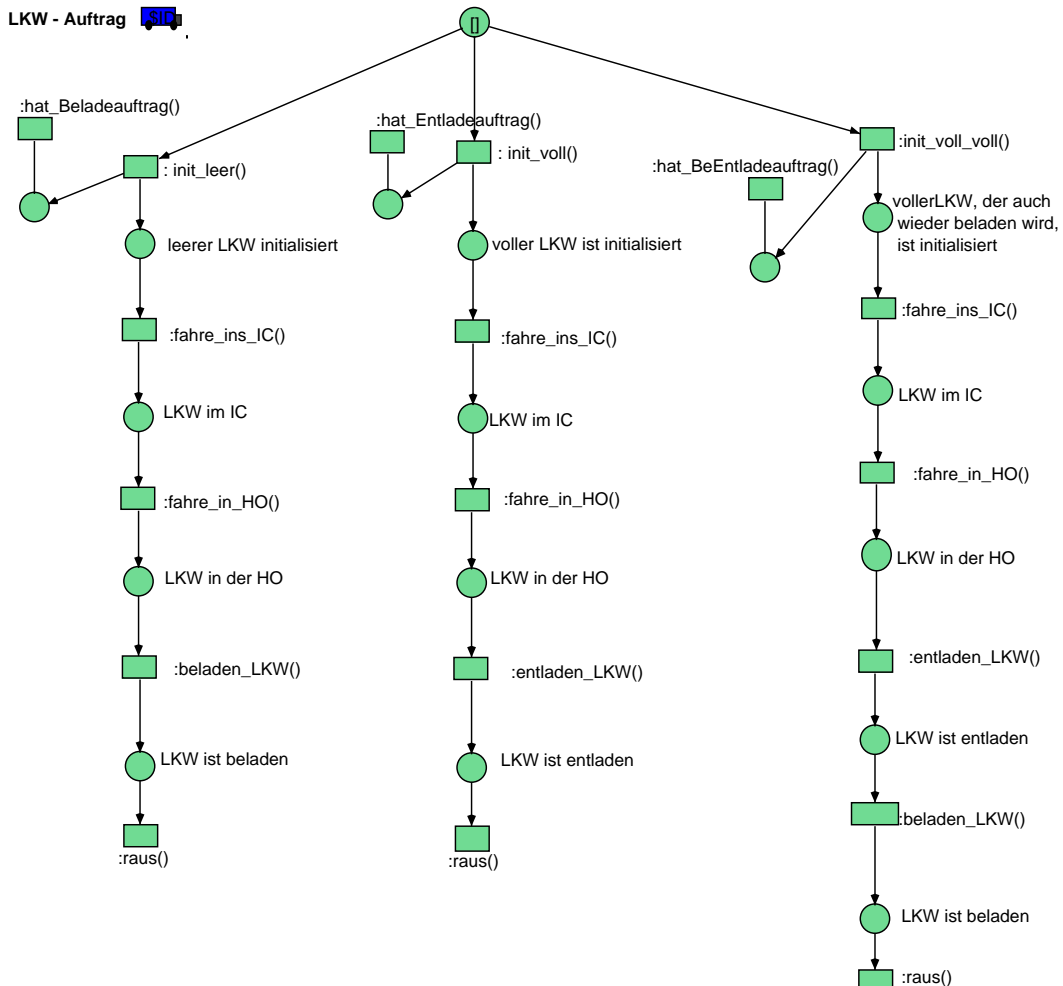 LKW - Auftrag SID
[]
:hat_Beladeauftrag()
: init_leer()
leerer LKW initialisiert
:fahre_ins_IC()
LKW im IC
:fahre_in_HO()
LKW in der HO
:beladen_LKW()
LKW ist beladen
:raus()
:hat_Entladeauftrag()
: init_voll()
voller LKW ist initialisiert
:fahre_ins_IC()
LKW im IC
:fahre_in_HO()
LKW in der HO
:entladen_LKW()
LKW ist entladen
:raus()
:init_voll_voll()
:hat_BeEntladeauftrag()
vollerLKW, der auch
wieder beladen wird,
ist initialisiert
:fahre_ins_IC()
LKW im IC
:fahre_in_HO()
LKW in der HO
:entladen_LKW()
LKW ist entladen
:beladen_LKW()
LKW ist beladen
:raus()